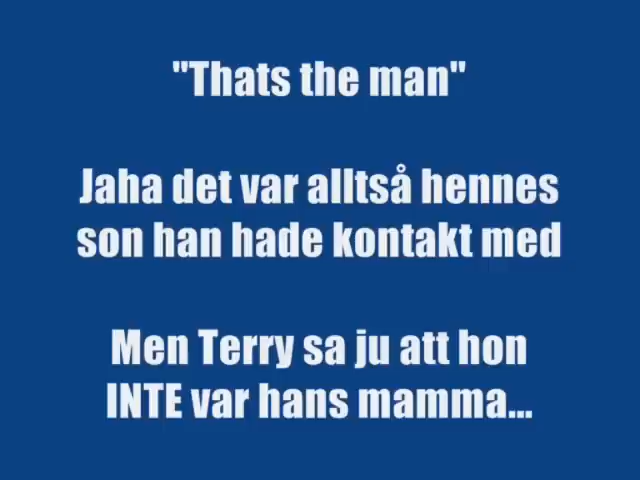 "Thats the man"
Jaha det var alltså hennes
son han hade kontakt med
Men Terry sa ju att hon
INTE var hans mamma...